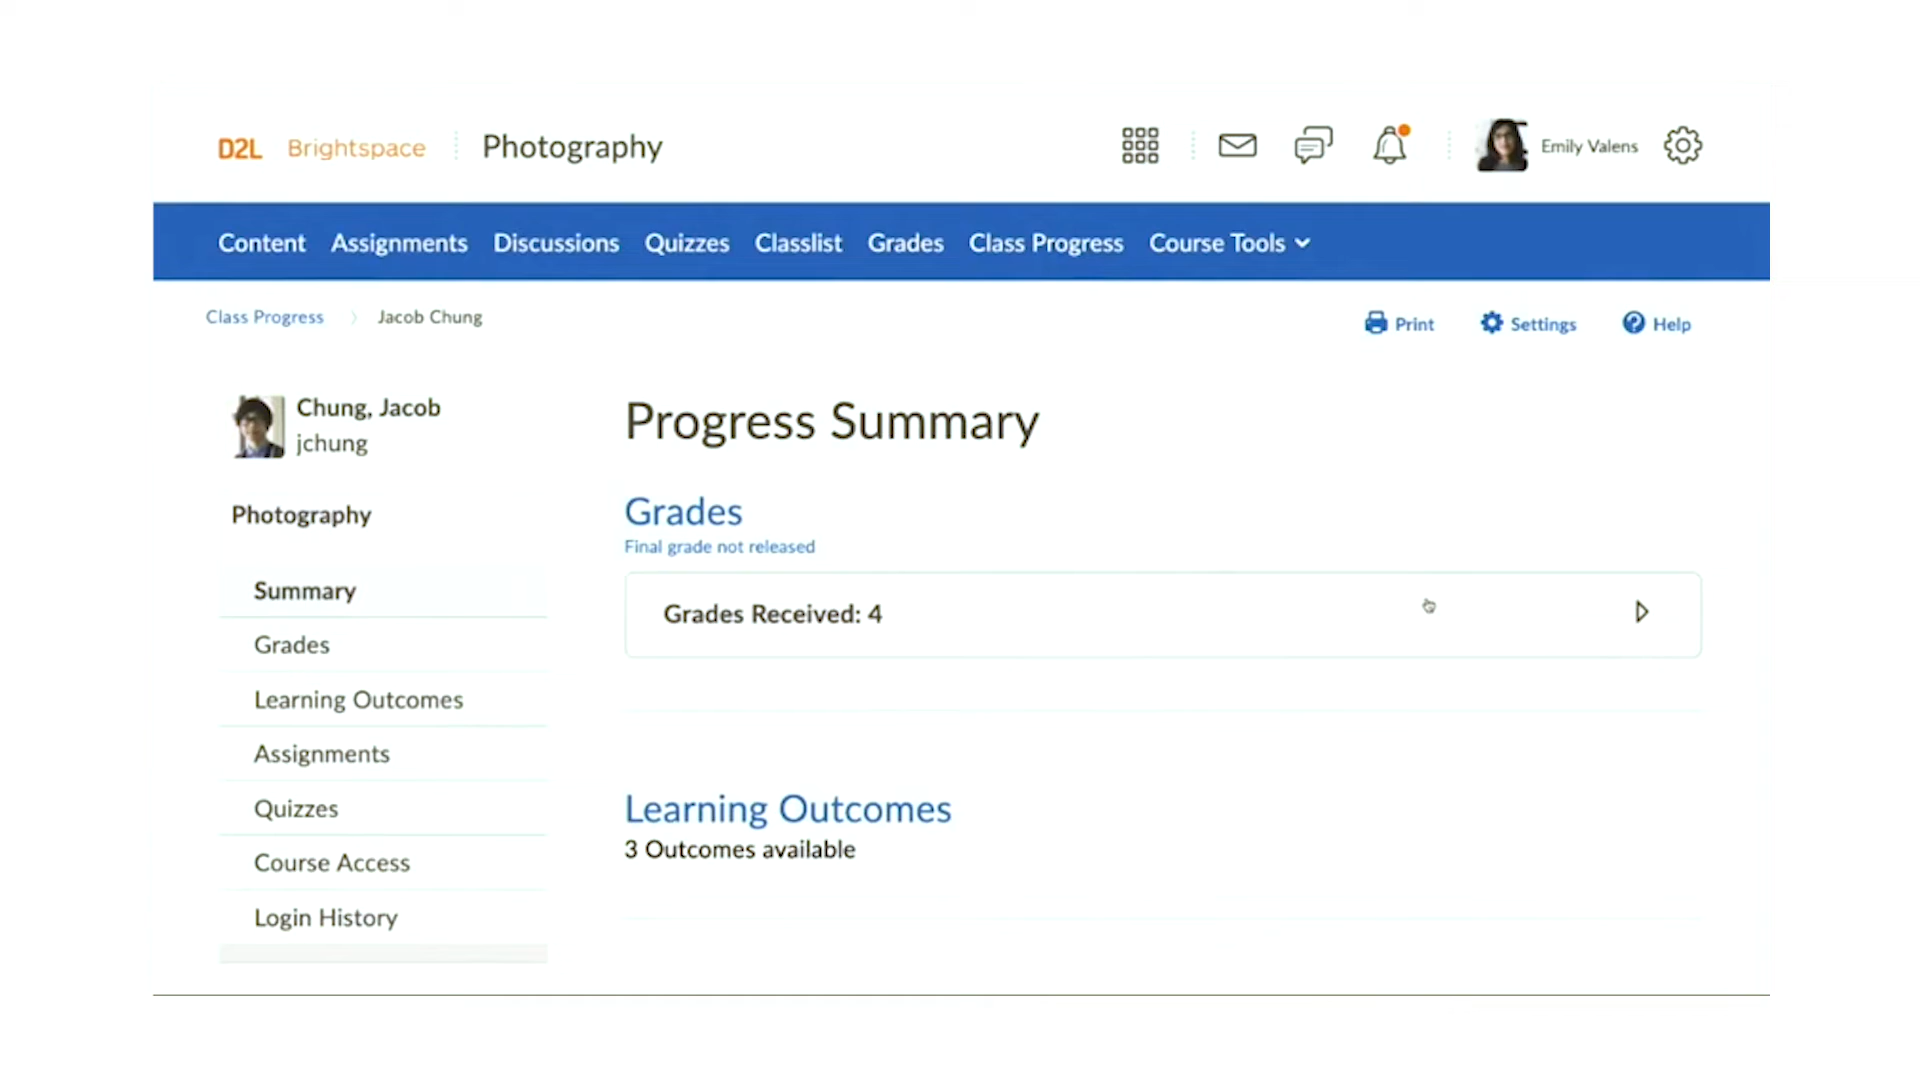 D2L Brightspace Photography Emily Valens
Content Assignments Discussions Quizzes Classlist Grades Class Progress Course Tools
Class Progress Jacob Chung Print Settings Help
Chung, Jacob
jchung
Photography
Summary
Grades
Learning Outcomes
Assignments
Quizzes
Course Access
Login History
Progress Summary
Grades
Final grade not released
Grades Received: 4
Learning Outcomes
3 Outcomes available